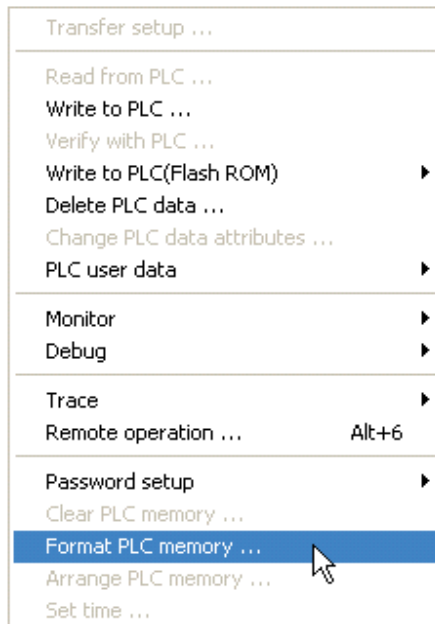 Transfer setup ...
Read from PLC ...
Write to PLC ...
Verify with PLC ...
Write to PLC(Flash ROM)
Delete PLC data ...
Change PLC data attributes ...
PLC user data
Monitor
Debug
Trace
Remote operation ... Alt+6
Password setup
Clear PLC memory ...
Format PLC memory ...
Arrange PLC memory ...
Set time ...